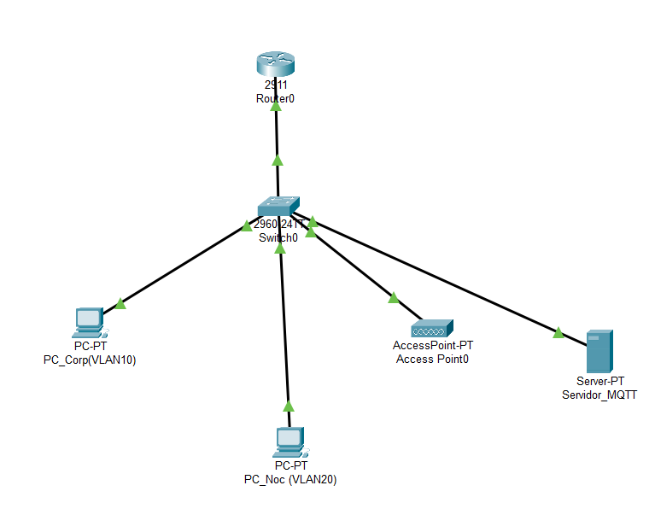 2911
Router0
2960-24TT
Switch0
PC-PT
PC_Corp(VLAN10)
AccessPoint-PT
Access Point0
Server-PT
Servidor_MQTT
PC-PT
PC_Noc (VLAN20)